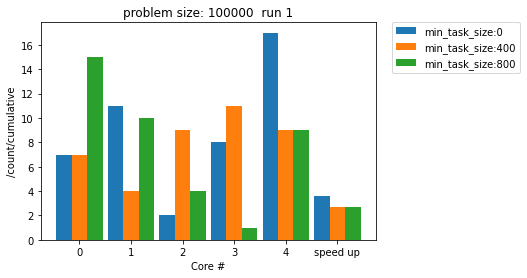 problem size: 100000  run 1
/count/cumulative
16
14
12
10
8
6
4
2
0
0 1 2 3 4 speed up
Core #
min_task_size:0
min_task_size:400
min_task_size:800